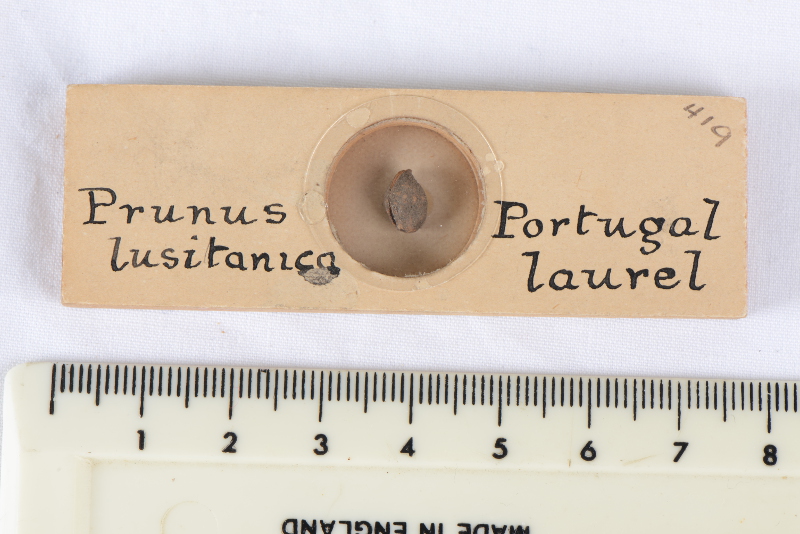 419
Prunus
lusitanica
Portugal
laurel
1 2 3 4 5 6 7 8
MADE IN ENGLAND